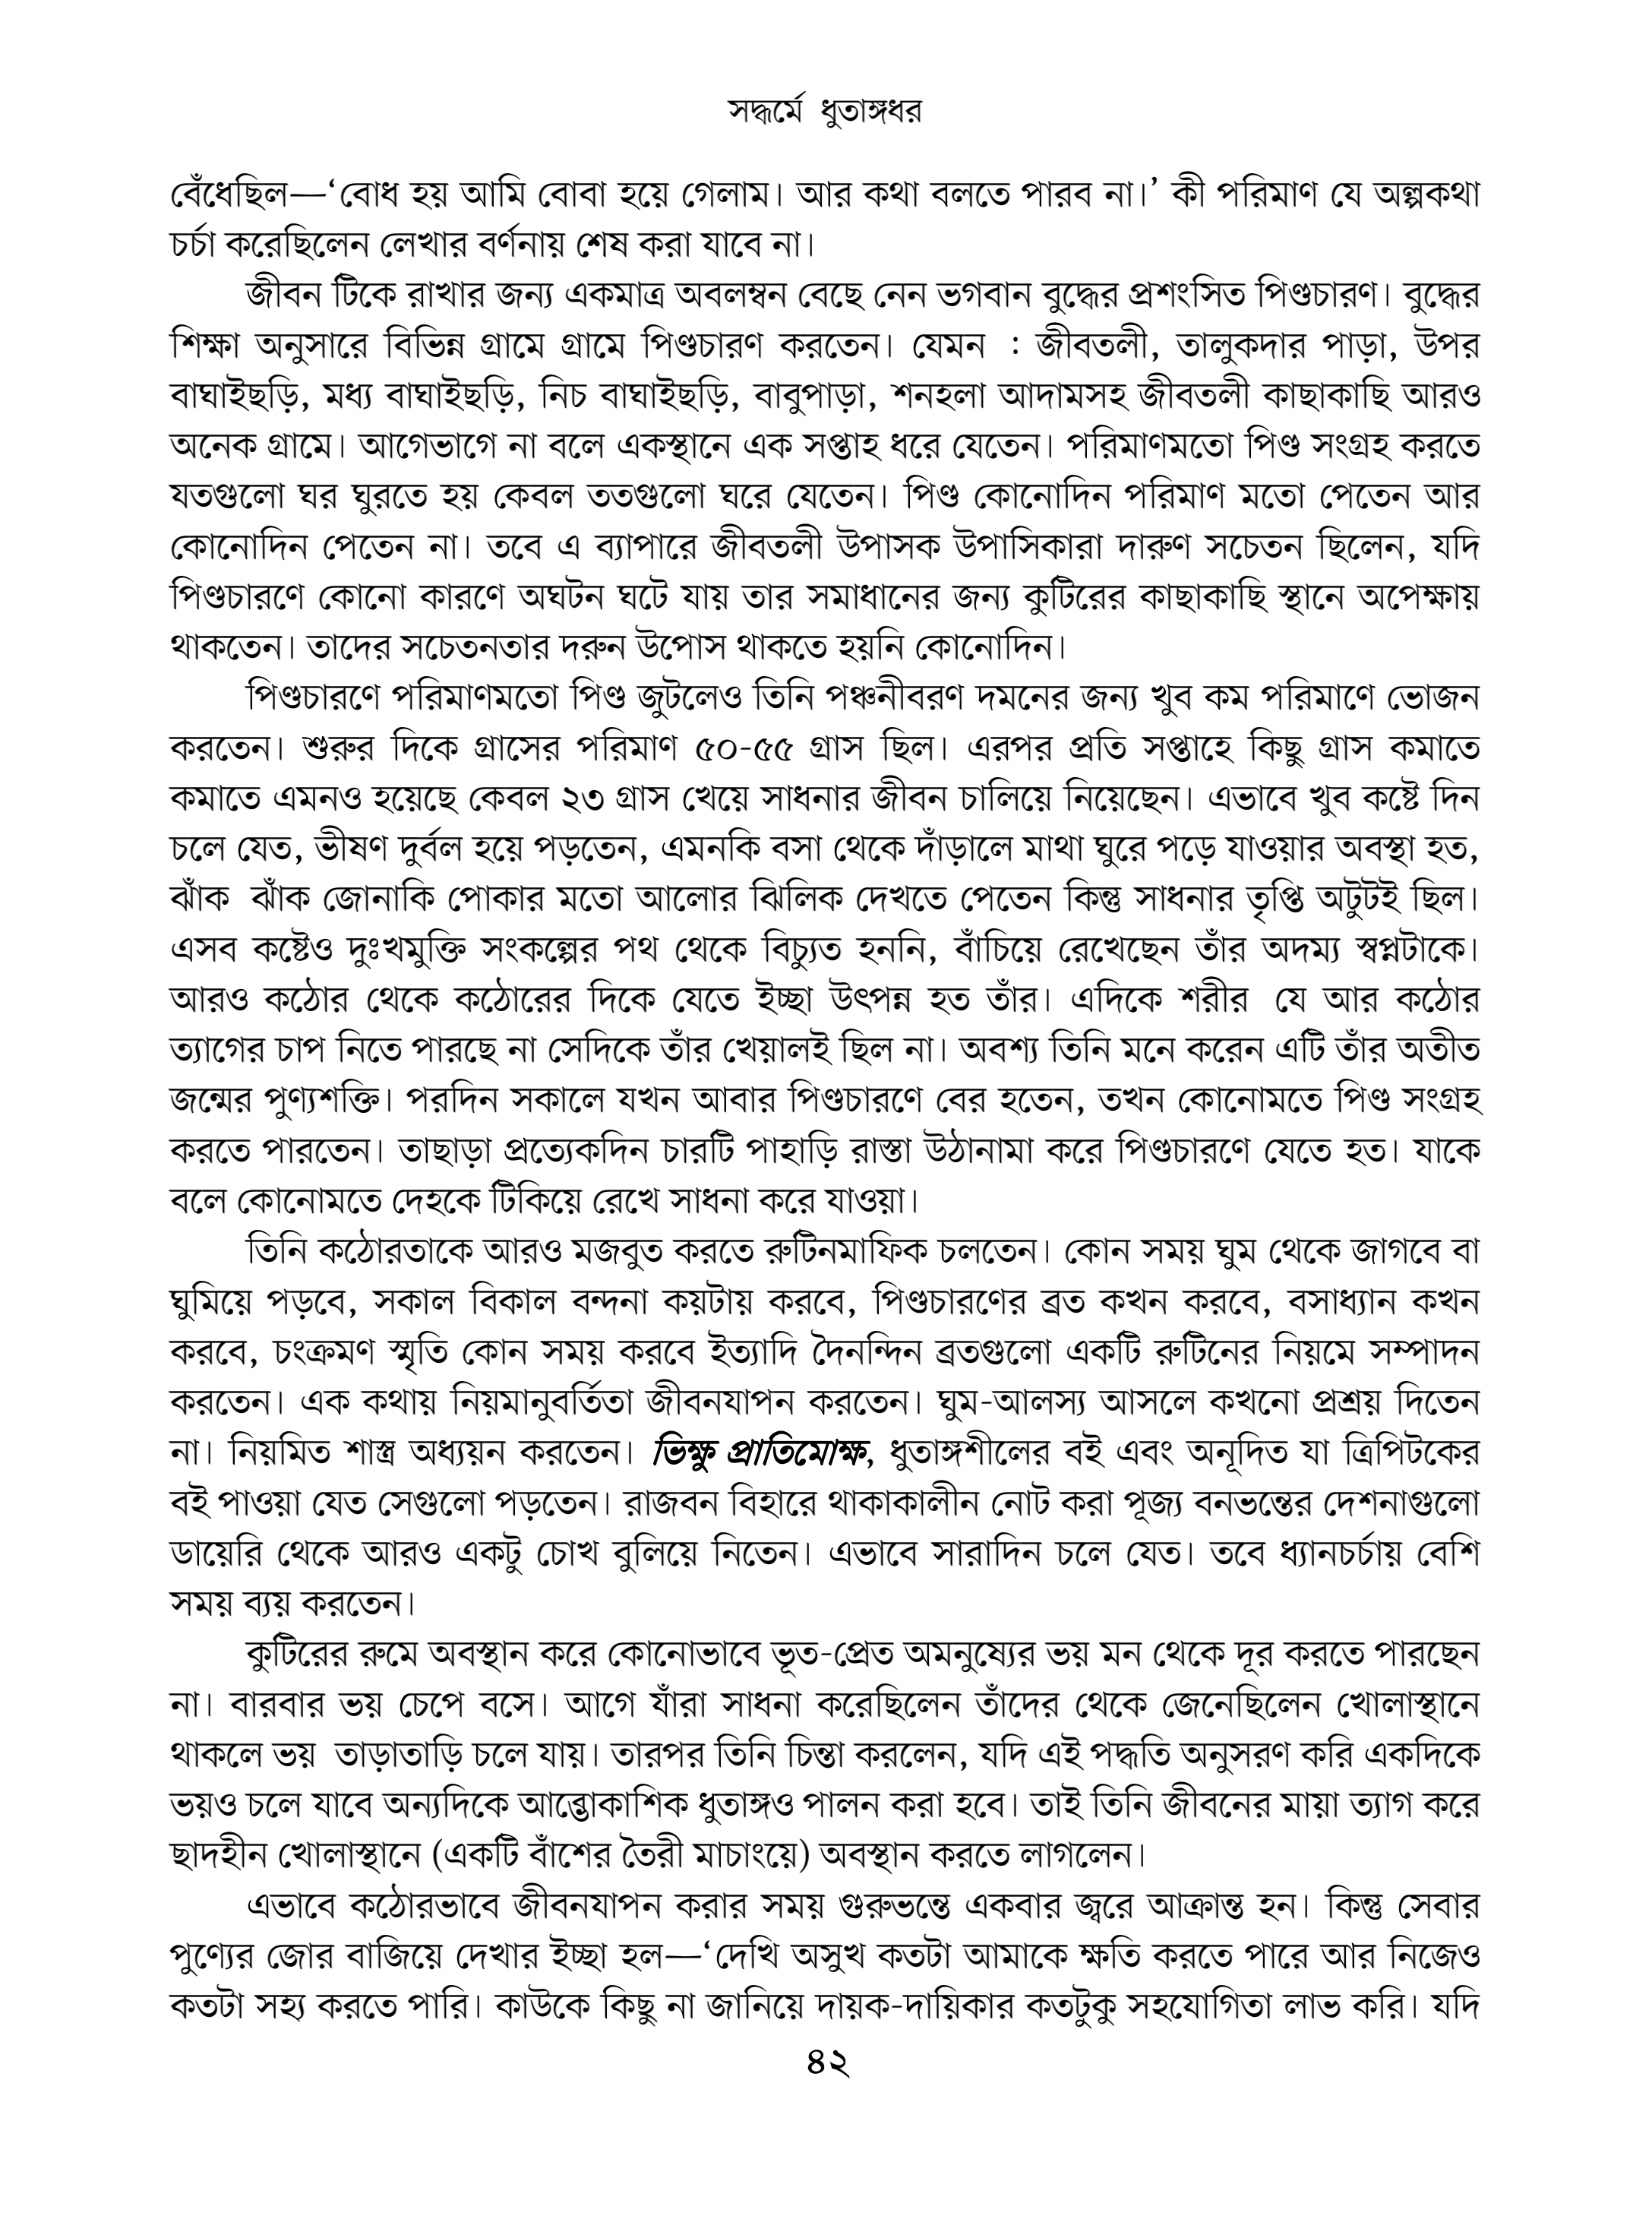 সদ্ধর্মে ধুতাঙ্গধর
বেঁধেছিল—‘বোধ হয় আমি বোবা হয়ে গেলাম। আর কথা বলতে পারব না।’ কী পরিমাণ যে অল্পকথা
চর্চা করেছিলেন লেখার বর্ণনায় শেষ করা যাবে না।
জীবন টিকে রাখার জন্য একমাত্র অবলম্বন বেছে নেন ভগবান বুদ্ধের প্রশংসিত পিণ্ডচারণ। বুদ্ধের
শিক্ষা অনুসারে বিভিন্ন গ্রামে গ্রামে পিণ্ডচারণ করতেন। যেমন : জীবতলী, তালুকদার পাড়া, উপর
বাঘাইছড়ি, মধ্য বাঘাইছড়ি, নিচ বাঘাইছড়ি, বাবুপাড়া, শনহলা আদামসহ জীবতলী কাছাকাছি আরও
অনেক গ্রামে। আগেভাগে না বলে একস্থানে এক সপ্তাহ ধরে যেতেন। পরিমাণমতো পিণ্ড সংগ্রহ করতে
যতগুলো ঘর ঘুরতে হয় কেবল ততগুলো ঘরে যেতেন। পিণ্ড কোনোদিন পরিমাণ মতো পেতেন আর
কোনোদিন পেতেন না। তবে এ ব্যাপারে জীবতলী উপাসক উপাসিকারা দারুণ সচেতন ছিলেন, যদি
পিণ্ডচারণে কোনো কারণে অঘটন ঘটে যায় তার সমাধানের জন্য কুটিরের কাছাকাছি স্থানে অপেক্ষায়
থাকতেন। তাদের সচেতনতার দরুন উপোস থাকতে হয়নি কোনোদিন।
পিণ্ডচারণে পরিমাণমতো পিণ্ড জুটলেও তিনি পঞ্চনীবরণ দমনের জন্য খুব কম পরিমাণে ভোজন
করতেন। শুরুর দিকে গ্রাসের পরিমাণ ৫০-৫৫ গ্রাস ছিল। এরপর প্রতি সপ্তাহে কিছু গ্রাস কমাতে
কমাতে এমনও হয়েছে কেবল ২৩ গ্রাস খেয়ে সাধনার জীবন চালিয়ে নিয়েছেন। এভাবে খুব কষ্টে দিন
চলে যেত, ভীষণ দুর্বল হয়ে পড়তেন, এমনকি বসা থেকে দাঁড়ালে মাথা ঘুরে পড়ে যাওয়ার অবস্থা হত,
ঝাঁক ঝাঁক জোনাকি পোকার মতো আলোর ঝিলিক দেখতে পেতেন কিন্তু সাধনার তৃপ্তি অটুটই ছিল।
এসব কষ্টেও দুঃখমুক্তি সংকল্পের পথ থেকে বিচ্যুত হননি, বাঁচিয়ে রেখেছেন তাঁর অদম্য স্বপ্নটাকে।
আরও কঠোর থেকে কঠোরের দিকে যেতে ইচ্ছা উৎপন্ন হত তাঁর। এদিকে শরীর যে আর কঠোর
ত্যাগের চাপ নিতে পারছে না সেদিকে তাঁর খেয়ালই ছিল না। অবশ্য তিনি মনে করেন এটি তাঁর অতীত
জন্মের পুণ্যশক্তি। পরদিন সকালে যখন আবার পিণ্ডচারণে বের হতেন, তখন কোনোমতে পিণ্ড সংগ্রহ
করতে পারতেন। তাছাড়া প্রত্যেকদিন চারটি পাহাড়ি রাস্তা উঠানামা করে পিণ্ডচারণে যেতে হত। যাকে
বলে কোনোমতে দেহকে টিকিয়ে রেখে সাধনা করে যাওয়া।
তিনি কঠোরতাকে আরও মজবুত করতে রুটিনমাফিক চলতেন। কোন সময় ঘুম থেকে জাগবে বা
ঘুমিয়ে পড়বে, সকাল বিকাল বন্দনা কয়টায় করবে, পিণ্ডচারণের ব্রত কখন করবে, বসাধ্যান কখন
করবে, চংক্রমণ স্মৃতি কোন সময় করবে ইত্যাদি দৈনন্দিন ব্রতগুলো একটি রুটিনের নিয়মে সম্পাদন
করতেন। এক কথায় নিয়মানুবর্তিতা জীবনযাপন করতেন। ঘুম-আলস্য আসলে কখনো প্রশ্রয় দিতেন
না। নিয়মিত শাস্ত্র অধ্যয়ন করতেন। ভিক্ষু প্রাতিমোক্ষ, ধুতাঙ্গশীলের বই এবং অনূদিত যা ত্রিপিটকের
বই পাওয়া যেত সেগুলো পড়তেন। রাজবন বিহারে থাকাকালীন নোট করা পূজ্য বনভন্তের দেশনাগুলো
ডায়েরি থেকে আরও একটু চোখ বুলিয়ে নিতেন। এভাবে সারাদিন চলে যেত। তবে ধ্যানচর্চায় বেশি
সময় ব্যয় করতেন।
কুটিরের রুমে অবস্থান করে কোনোভাবে ভূত-প্রেত অমনুষ্যের ভয় মন থেকে দূর করতে পারছেন
না। বারবার ভয় চেপে বসে। আগে যাঁরা সাধনা করেছিলেন তাঁদের থেকে জেনেছিলেন খোলাস্থানে
থাকলে ভয় তাড়াতাড়ি চলে যায়। তারপর তিনি চিন্তা করলেন, যদি এই পদ্ধতি অনুসরণ করি একদিকে
ভয়ও চলে যাবে অন্যদিকে আব্ভোকাশিক ধুতাঙ্গও পালন করা হবে। তাই তিনি জীবনের মায়া ত্যাগ করে
ছাদহীন খোলাস্থানে (একটি বাঁশের তৈরী মাচাংয়ে) অবস্থান করতে লাগলেন।
এভাবে কঠোরভাবে জীবনযাপন করার সময় গুরুভন্তে একবার জ্বরে আক্রান্ত হন। কিন্তু সেবার
পুণ্যের জোর বাজিয়ে দেখার ইচ্ছা হল—‘দেখি অসুখ কতটা আমাকে ক্ষতি করতে পারে আর নিজেও
কতটা সহ্য করতে পারি। কাউকে কিছু না জানিয়ে দায়ক-দায়িকার কতটুকু সহযোগিতা লাভ করি। যদি
৪২